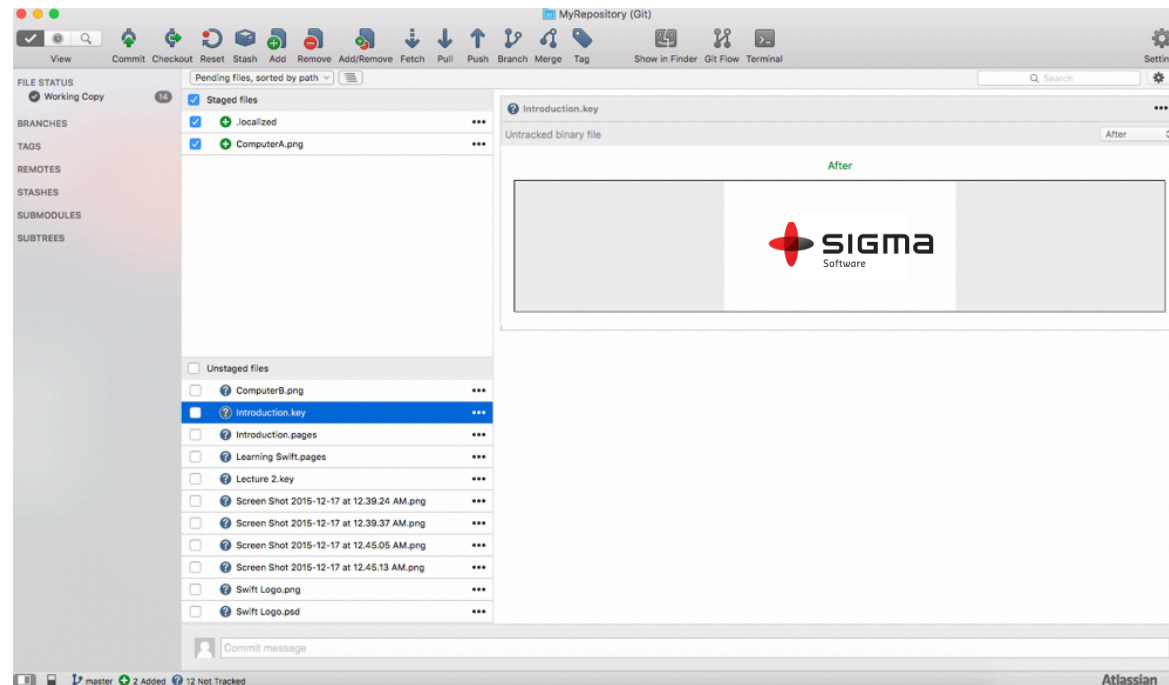 MyRepository (Git)
View Commit Checkout Reset Stash Add Remove Add/Remove Fetch Pull Push Branch Merge Tag Show in Finder Git Flow Terminal Settin
FILE STATUS
Working Copy 14
BRANCHES
TAGS
REMOTES
STASHES
SUBMODULES
SUBTREES
Pending files, sorted by path
Search
Staged files
.localized
ComputerA.png
Unstaged files
ComputerB.png
Introduction.key
Introduction.pages
Learning Swift.pages
Lecture 2.key
Screen Shot 2015-12-17 at 12.39.24 AM.png
Screen Shot 2015-12-17 at 12.39.37 AM.png
Screen Shot 2015-12-17 at 12.45.05 AM.png
Screen Shot 2015-12-17 at 12.45.13 AM.png
Swift Logo.png
Swift Logo.psd
Introduction.key
Untracked binary file
After
After
sigma
Software
Commit message
master 2 Added 12 Not Tracked
Atlassian